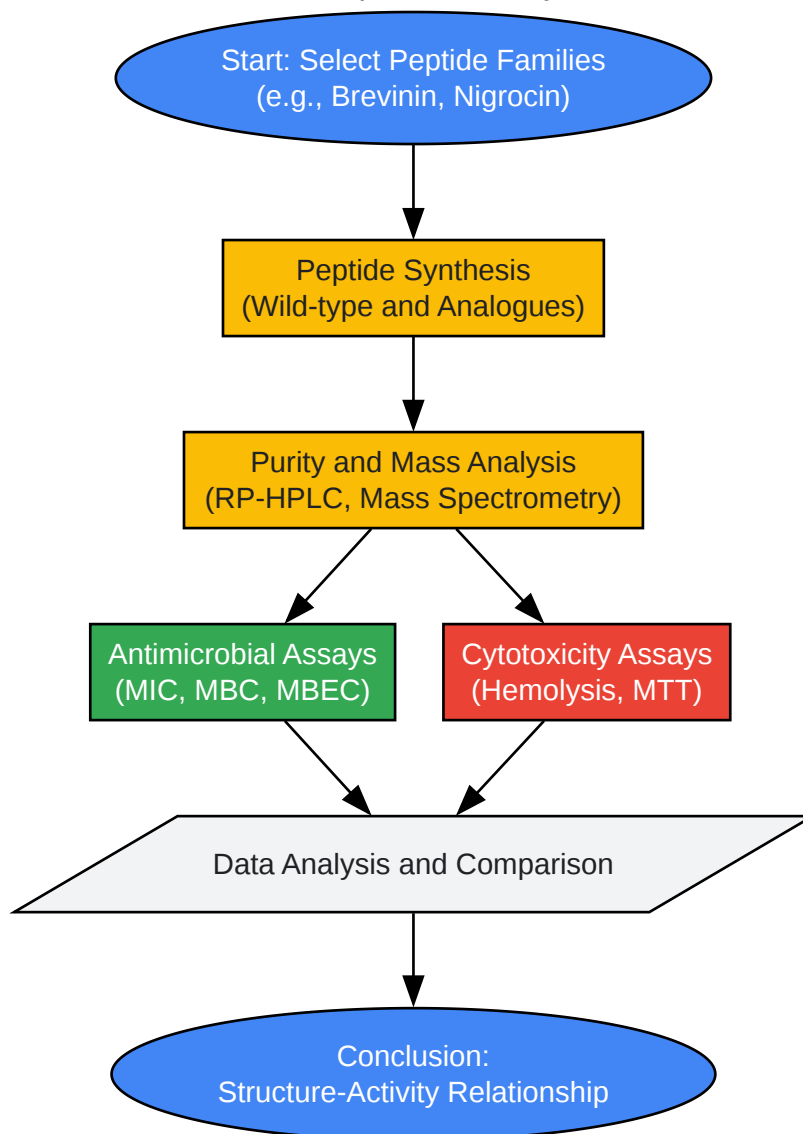 Start: Select Peptide Families
(e.g., Brevinin, Nigrocin)
Peptide Synthesis
(Wild-type and Analogues)
Purity and Mass Analysis
(RP-HPLC, Mass Spectrometry)
Antimicrobial Assays
(MIC, MBC, MBEC)
Cytotoxicity Assays
(Hemolysis, MTT)
Data Analysis and Comparison
Conclusion:
Structure-Activity Relationship